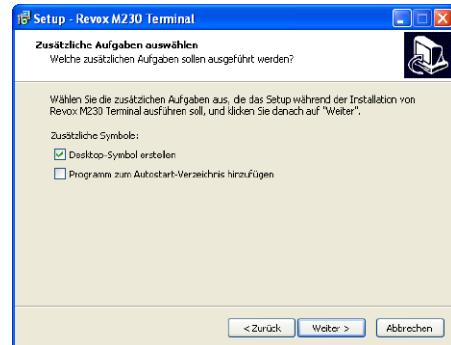 Setup - Revox M230 Terminal
Zusätzliche Aufgaben auswählen
Welche zusätzlichen Aufgaben sollen ausgeführt werden?
Wählen Sie die zusätzlichen Aufgaben aus, die das Setup während der Installation von
Revox M230 Terminal ausführen soll, und klicken Sie danach auf "Weiter".
Zusätzliche Symbole:
Desktop-Symbol erstellen
Programm zum Autostart-Verzeichnis hinzufügen
< Zurück
Weiter >
Abbrechen